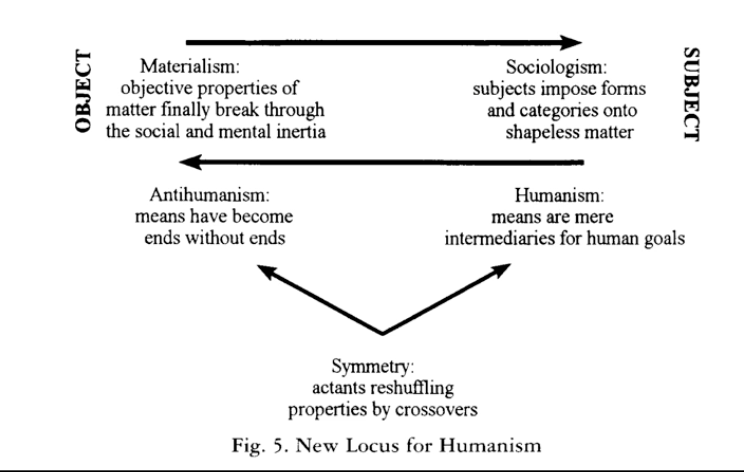 OBJECT
Materialism:
objective properties of
matter finally break through
the social and mental inertia
Sociologism:
subjects impose forms
and categories onto
shapeless matter
SUBJECT
Antihumanism:
means have become
ends without ends
Humanism:
means are mere
intermediaries for human goals
Symmetry:
actants reshuffling
properties by crossovers
Fig. 5. New Locus for Humanism